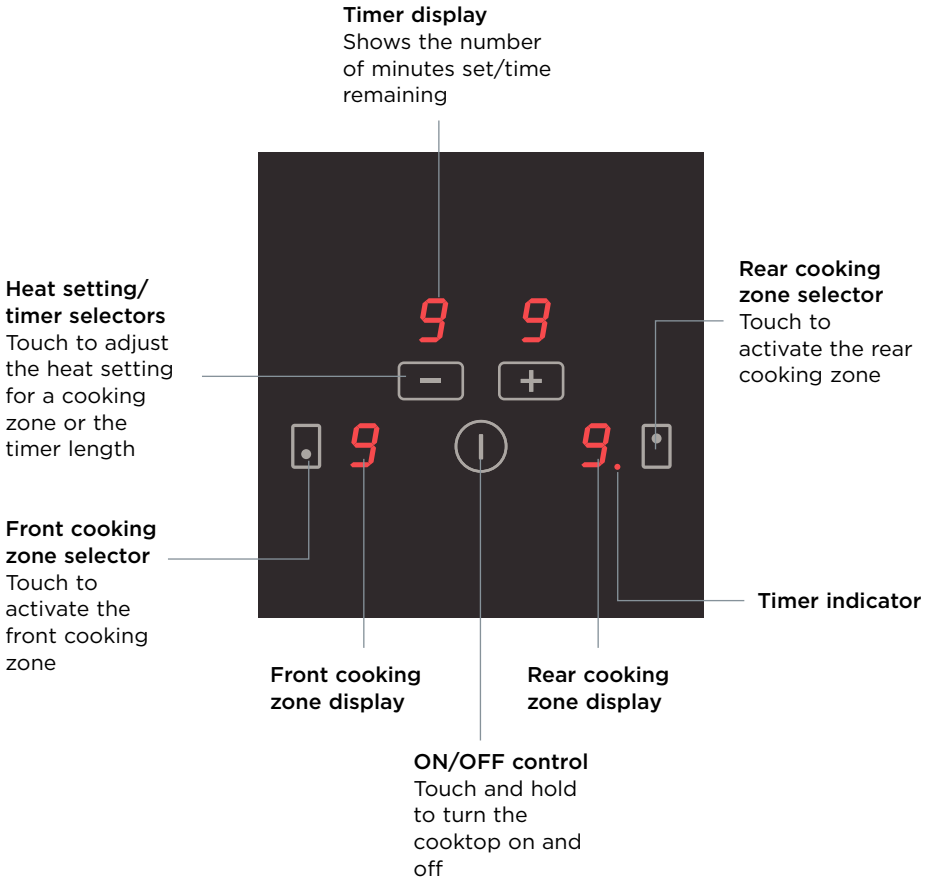 Timer display
Shows the number
of minutes set/time
remaining
Heat setting/
timer selectors
Touch to adjust
the heat setting
for a cooking
zone or the
timer length
9 9
− +
9 9.
Rear cooking
zone selector
Touch to
activate the rear
cooking zone
Front cooking
zone selector
Touch to
activate the
front cooking
zone
Timer indicator
Front cooking
zone display
Rear cooking
zone display
ON/OFF control
Touch and hold
to turn the
cooktop on and
off